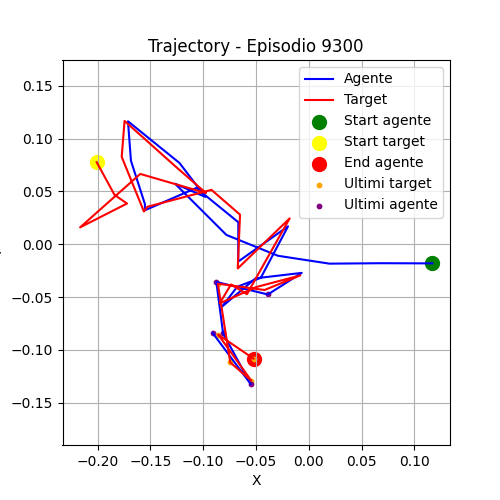 Trajectory - Episodio 9300
Agente
Target
Start agente
Start target
End agente
Ultimi target
Ultimi agente
0.15
0.10
0.05
0.00
−0.05
−0.10
−0.15
−0.20 −0.15 −0.10 −0.05 0.00 0.05 0.10
X